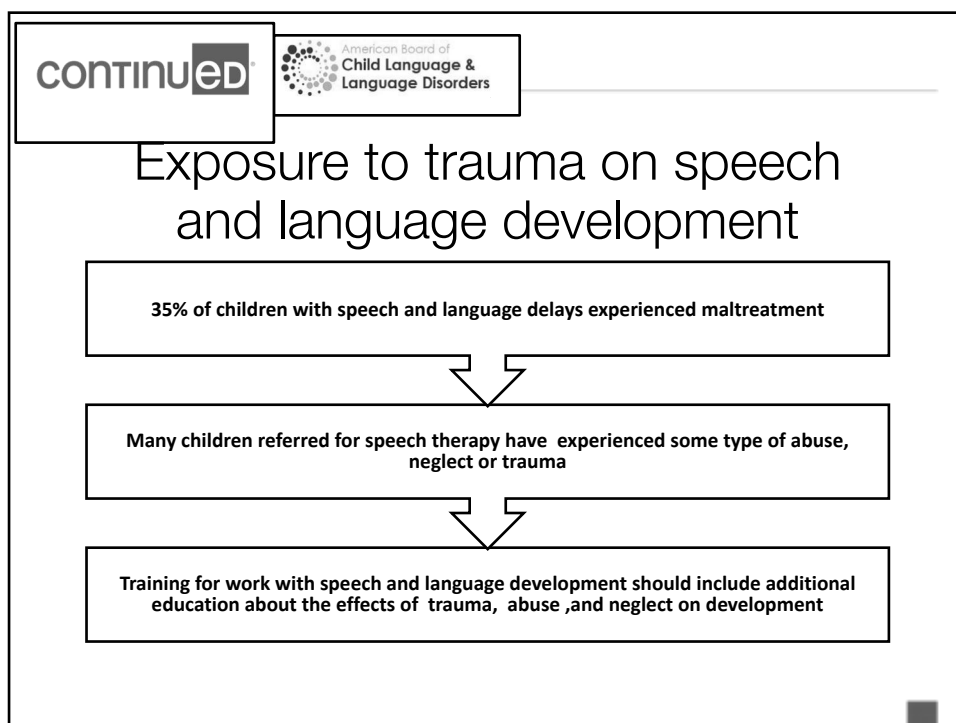 continued
American Board of
Child Language &
Language Disorders
Exposure to trauma on speech
and language development
35% of children with speech and language delays experienced maltreatment
Many children referred for speech therapy have experienced some type of abuse,
neglect or trauma
Training for work with speech and language development should include additional
education about the effects of trauma, abuse ,and neglect on development